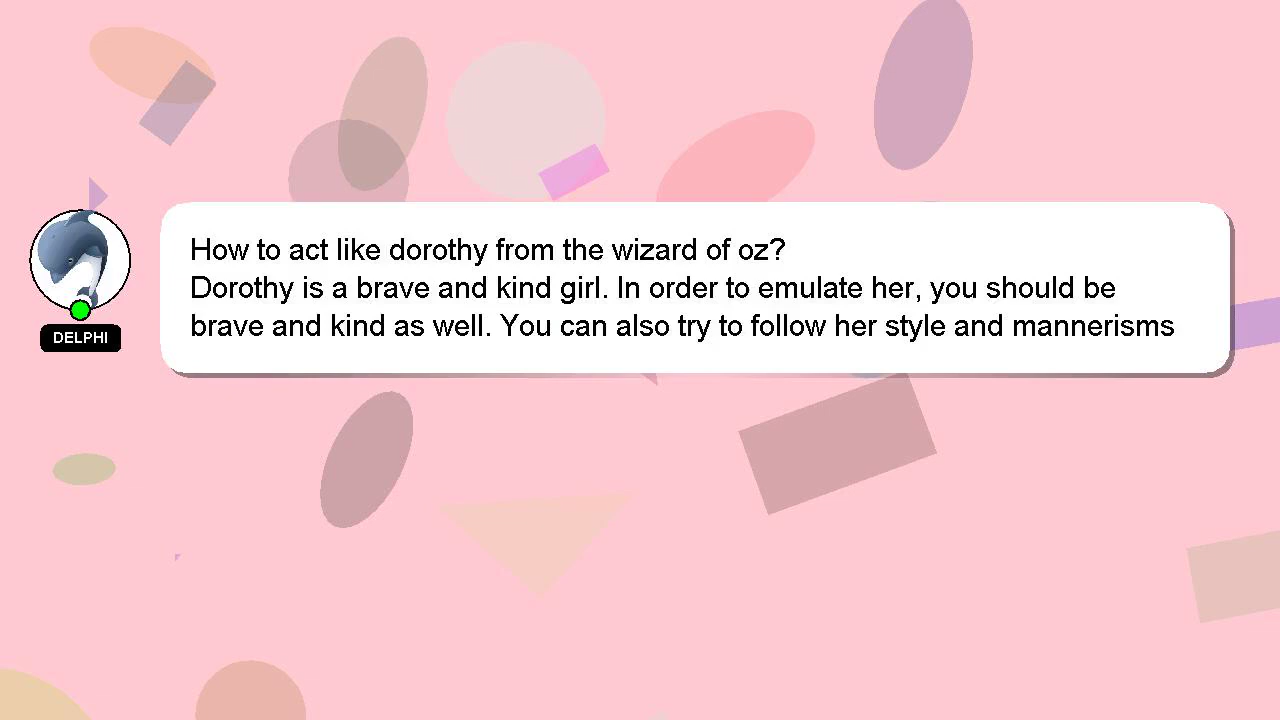 How to act like dorothy from the wizard of oz?
Dorothy is a brave and kind girl. In order to emulate her, you should be
brave and kind as well. You can also try to follow her style and mannerisms
DELPHI